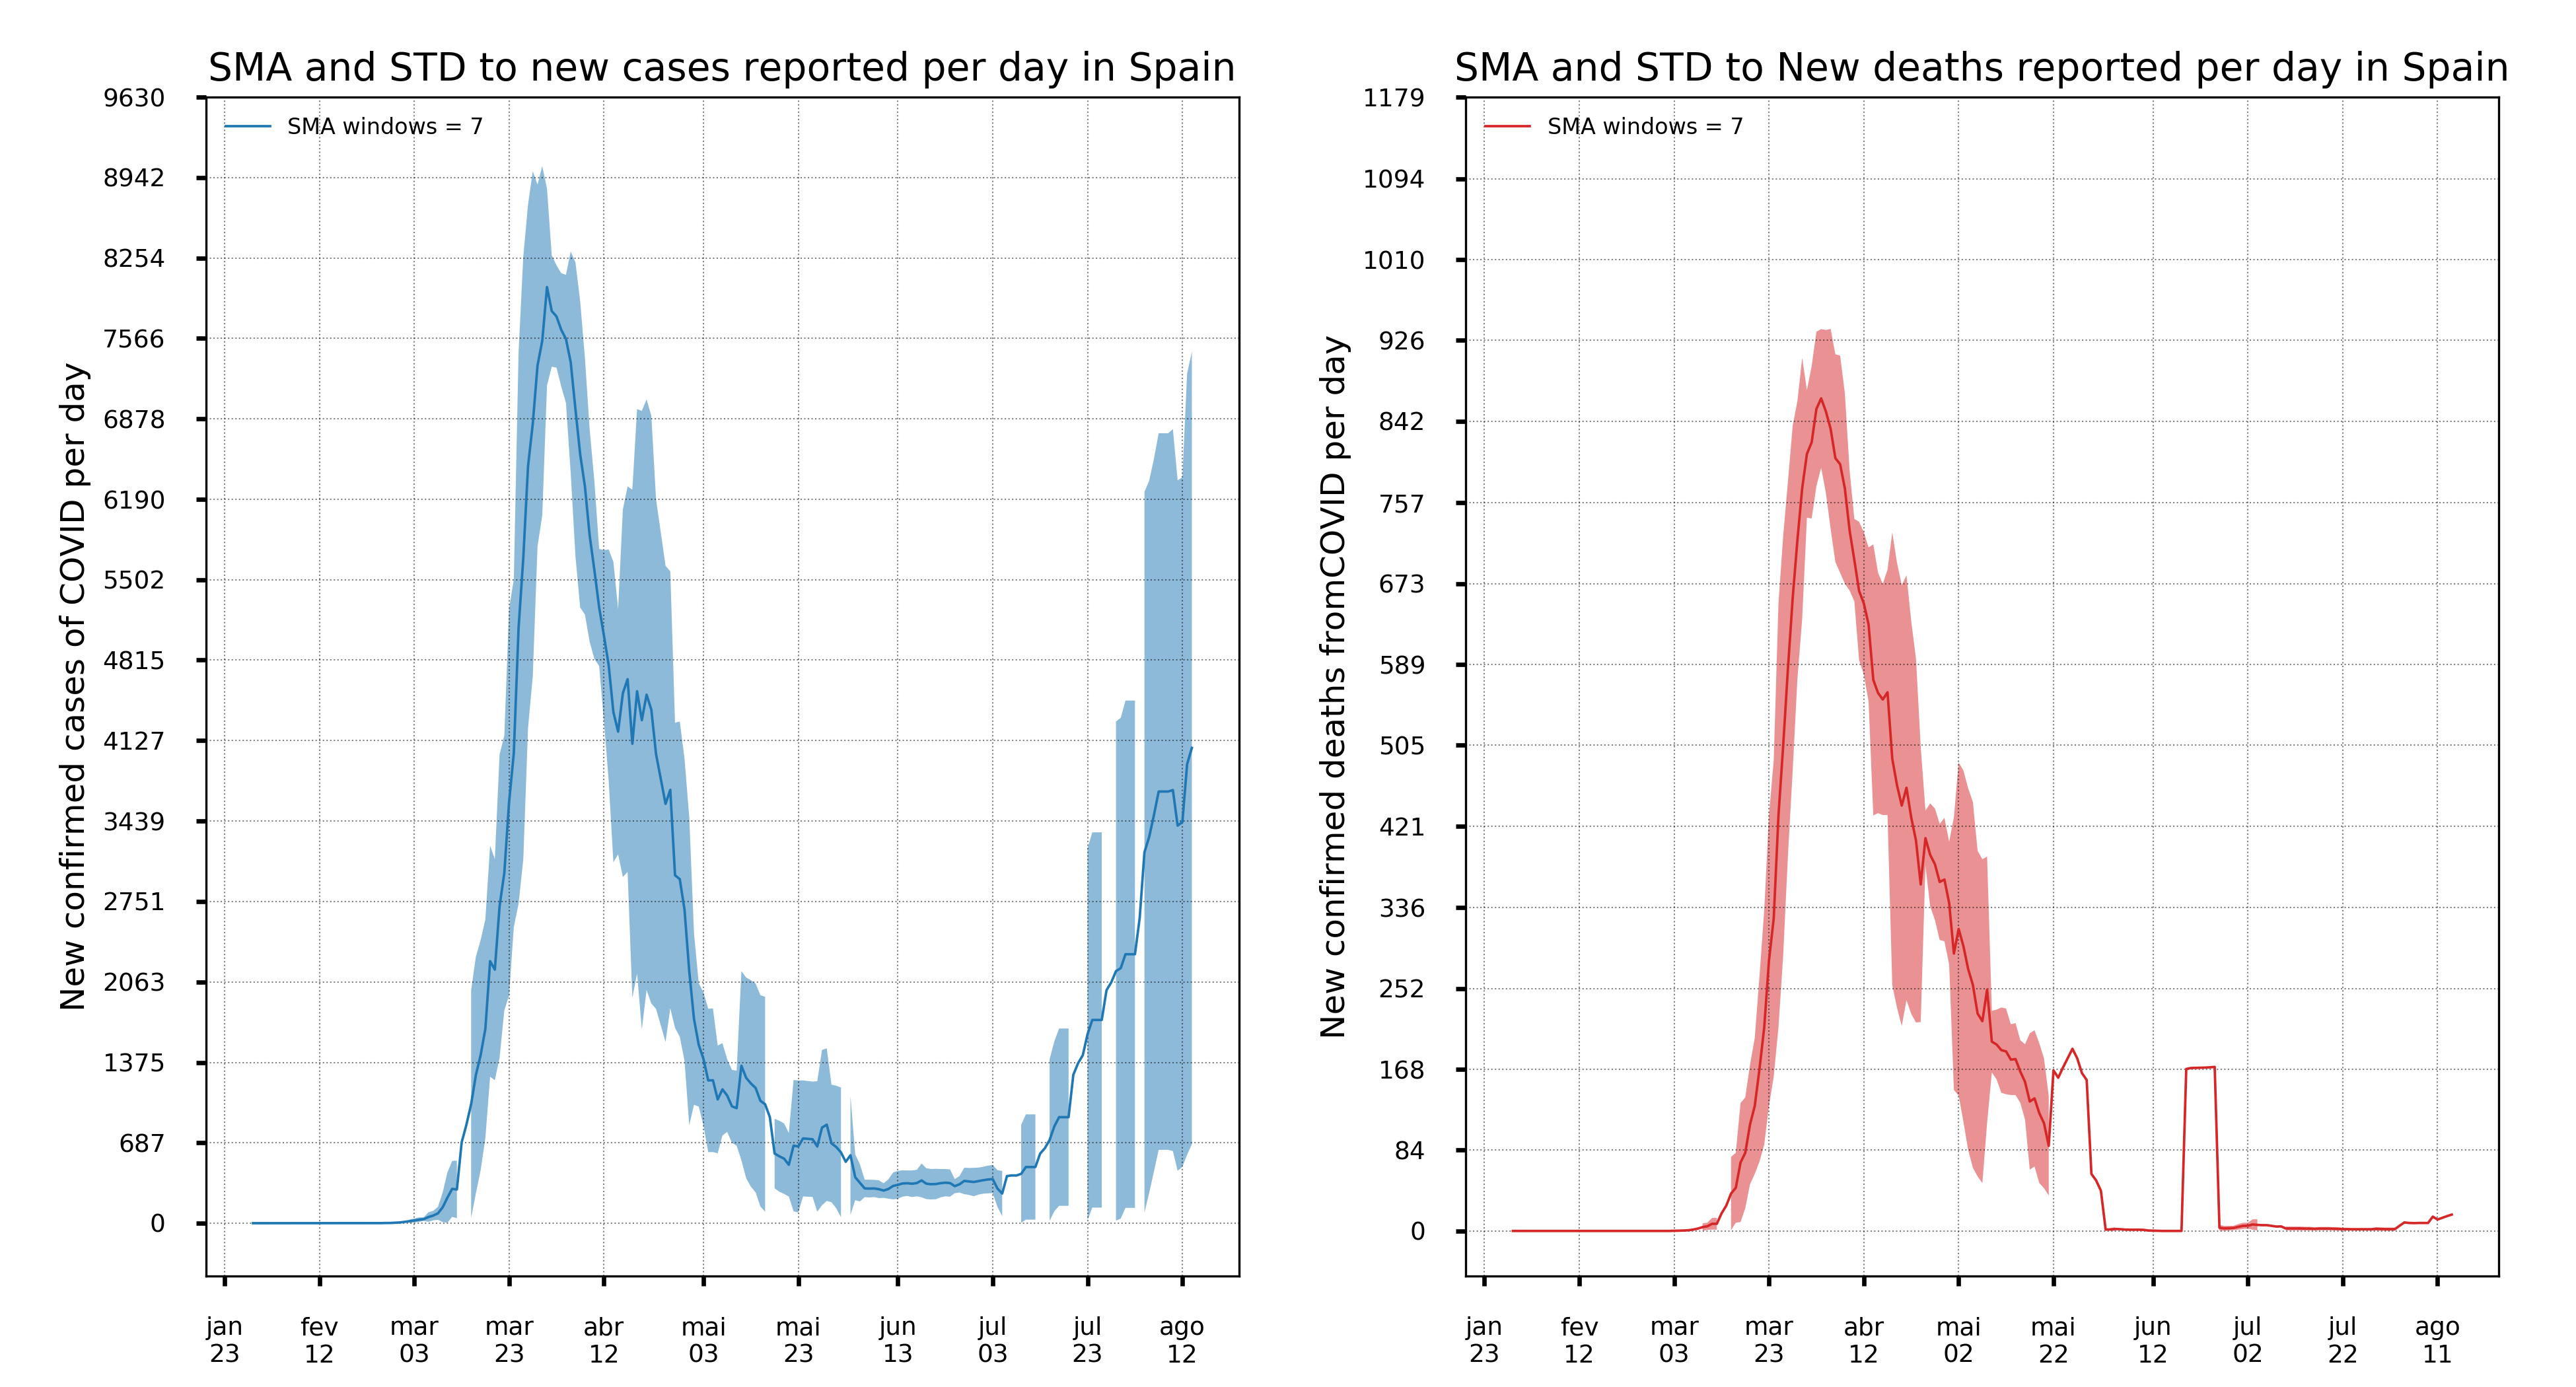 SMA and STD to new cases reported per day in Spain
SMA windows = 7
New confirmed cases of COVID per day
9630
8942
8254
7566
6878
6190
5502
4815
4127
3439
2751
2063
1375
687
0
jan 23
fev 12
mar 03
mar 23
abr 12
mai 03
mai 23
jun 13
jul 03
jul 23
ago 12
SMA and STD to New deaths reported per day in Spain
SMA windows = 7
New confirmed deaths fromCOVID per day
1179
1094
1010
926
842
757
673
589
505
421
336
252
168
84
0
jan 23
fev 12
mar 03
mar 23
abr 12
mai 02
mai 22
jun 12
jul 02
jul 22
ago 11